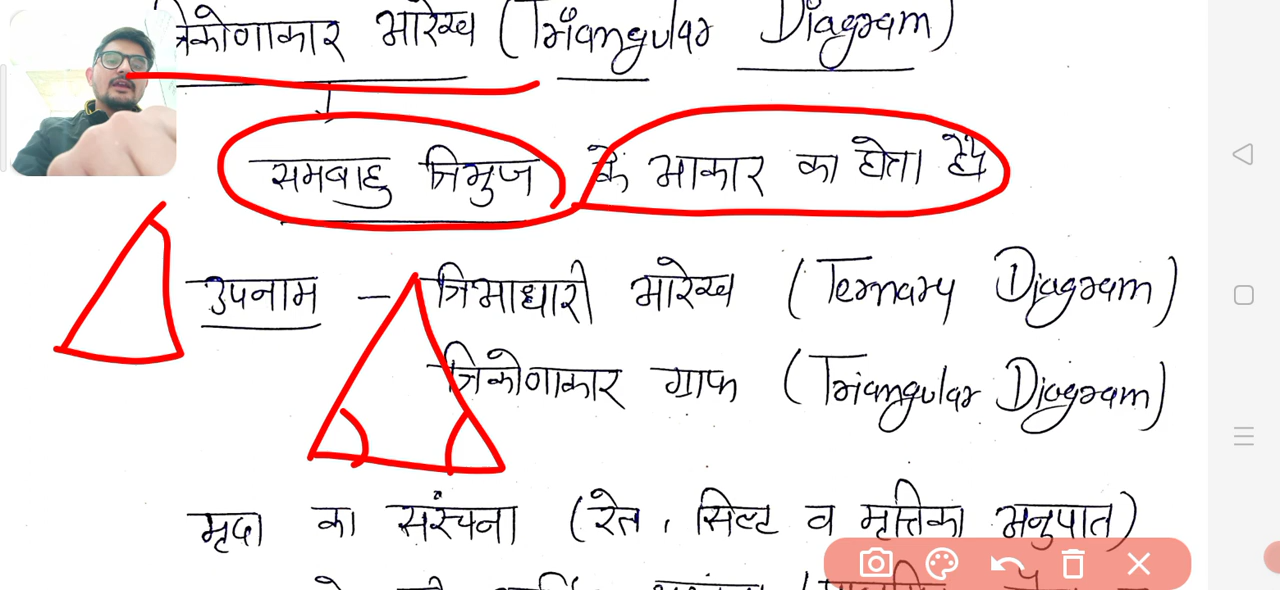 त्रिकोणाकार आरेख (Triangular Diagram)
समबाहु त्रिभुज के आकार का होता है।
उपनाम – त्रिआधारी आरेख (Ternary Diagram)
त्रिकोणाकार ग्राफ (Triangular Diagram)
मृदा का संरचना (रेत, सिल्ट व मृत्तिका अनुपात)